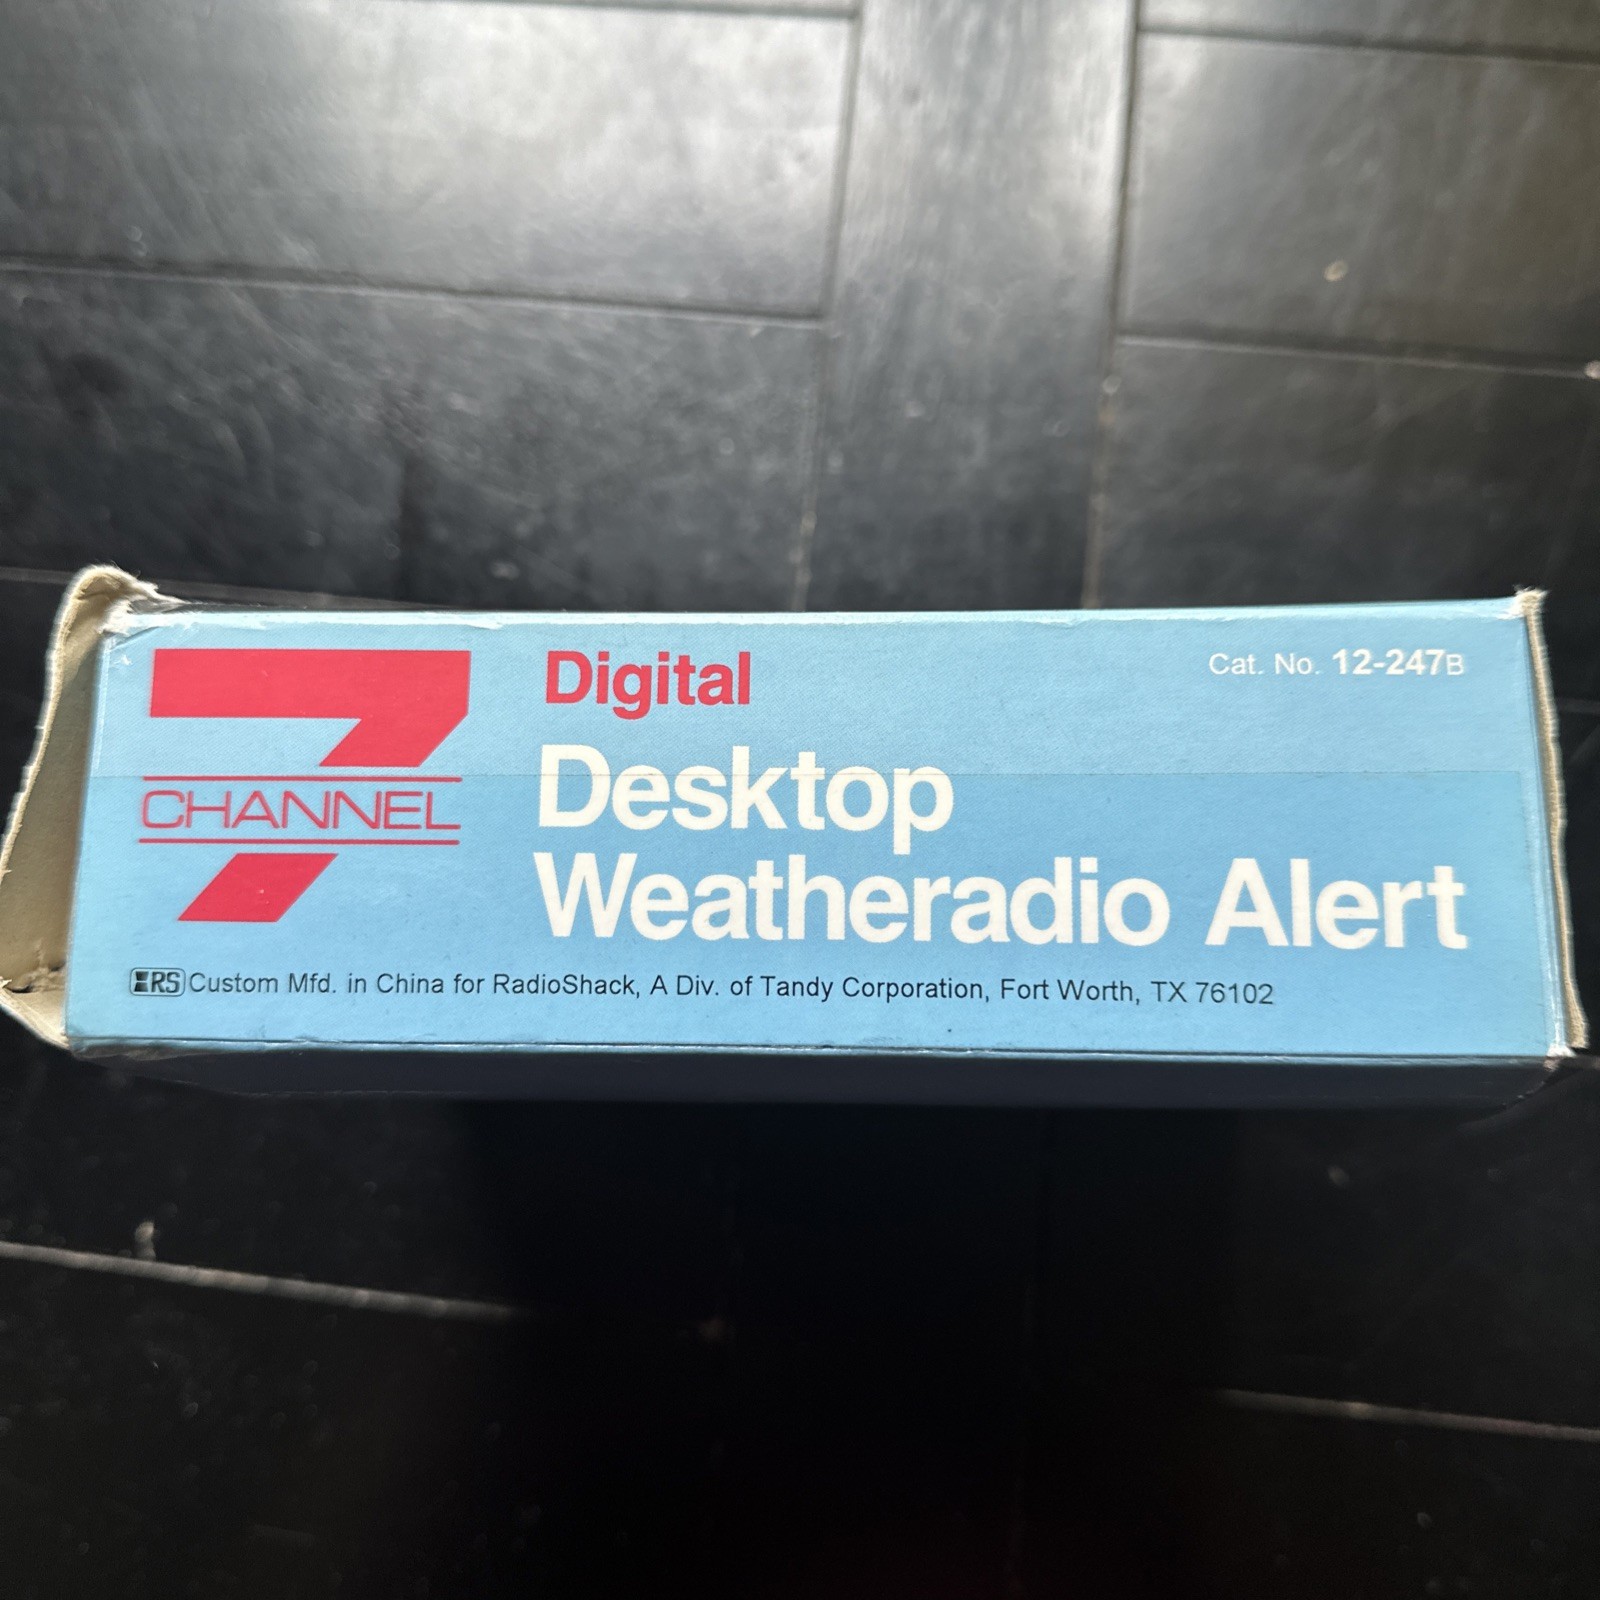 7
CHANNEL
Digital
Cat. No. 12-247B
Desktop
Weatheradio Alert
RS Custom Mfd. in China for RadioShack, A Div. of Tandy Corporation, Fort Worth, TX 76102